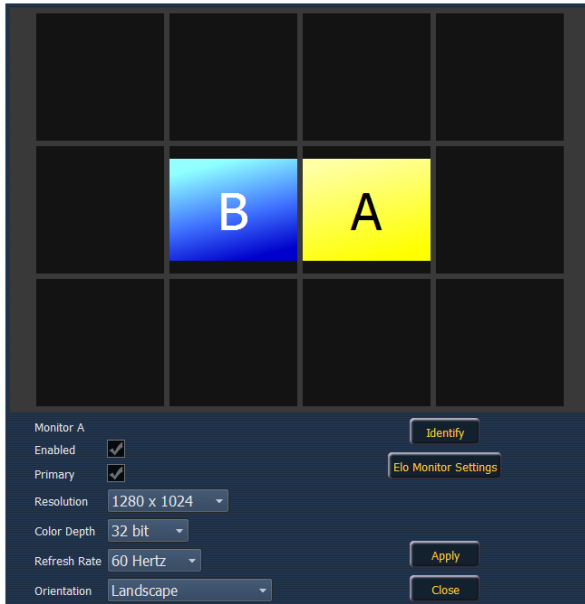 B A
Monitor A
Identify
Enabled
Elo Monitor Settings
Primary
Resolution 1280 x 1024
Color Depth 32 bit
Refresh Rate 60 Hertz
Apply
Orientation Landscape
Close